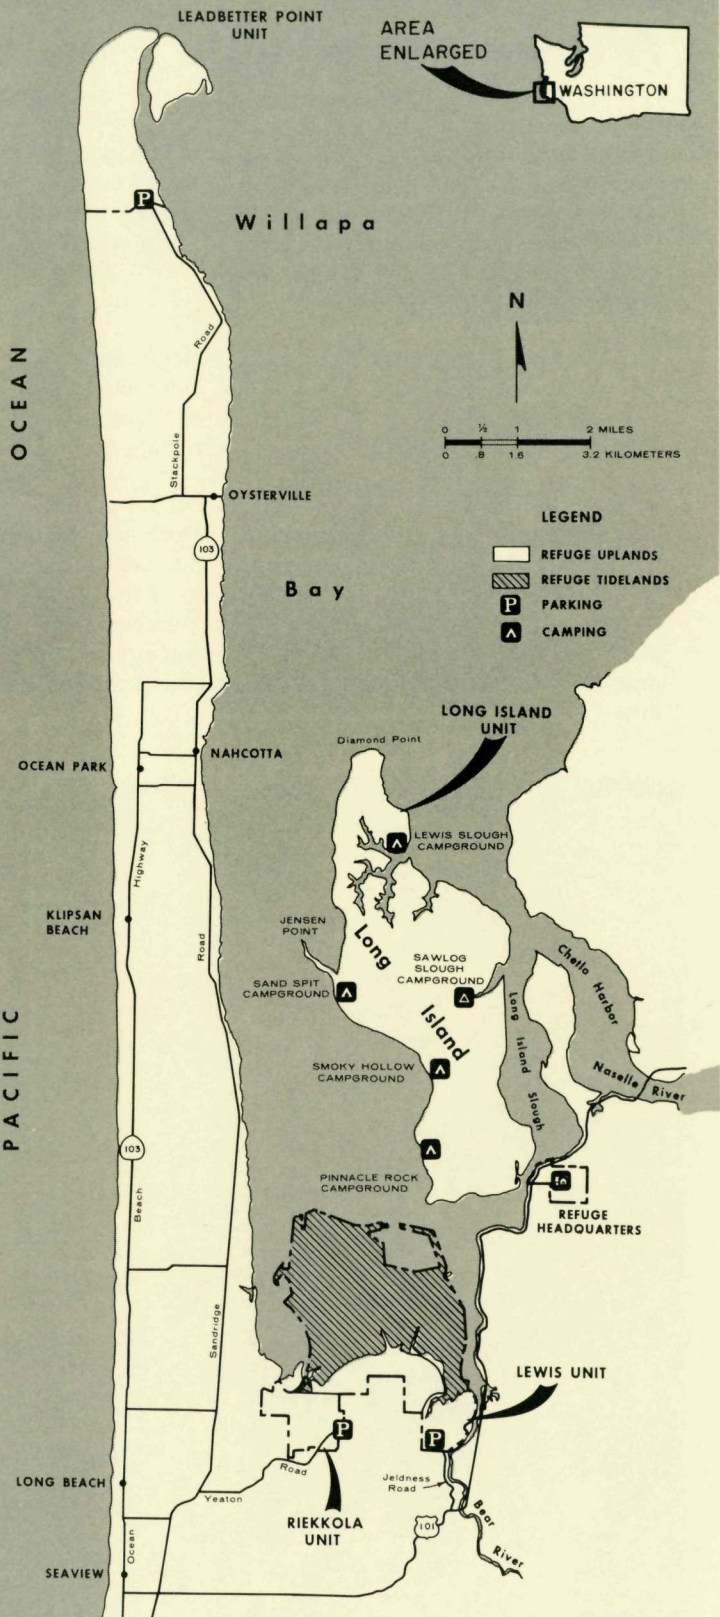 LEADBETTER POINT
UNIT
AREA
ENLARGED
WASHINGTON
P
Willapa
N
OCEAN
Road
0 ½ 1 2 MILES
0 .8 1.6 3.2 KILOMETERS
Stackpole
OYSTERVILLE
LEGEND
103
REFUGE UPLANDS
REFUGE TIDELANDS
P PARKING
CAMPING
Bay
LONG ISLAND
UNIT
Diamond Point
NAHCOTTA
OCEAN PARK
LEWIS SLOUGH
CAMPGROUND
Highway
KLIPSAN
BEACH
JENSEN
POINT
Long
Island
Road
SAWLOG
SLOUGH
CAMPGROUND
Chetlo Harbor
SAND SPIT
CAMPGROUND
Long Island Slough
PACIFIC
SMOKY HOLLOW
CAMPGROUND
Naselle River
103
PINNACLE ROCK
CAMPGROUND
Beach
REFUGE
HEADQUARTERS
Sandridge
LEWIS UNIT
P
P
LONG BEACH
Road
Yeaton
Jeldness
Road
RIEKKOLA
UNIT
101
Bear
River
Ocean
SEAVIEW